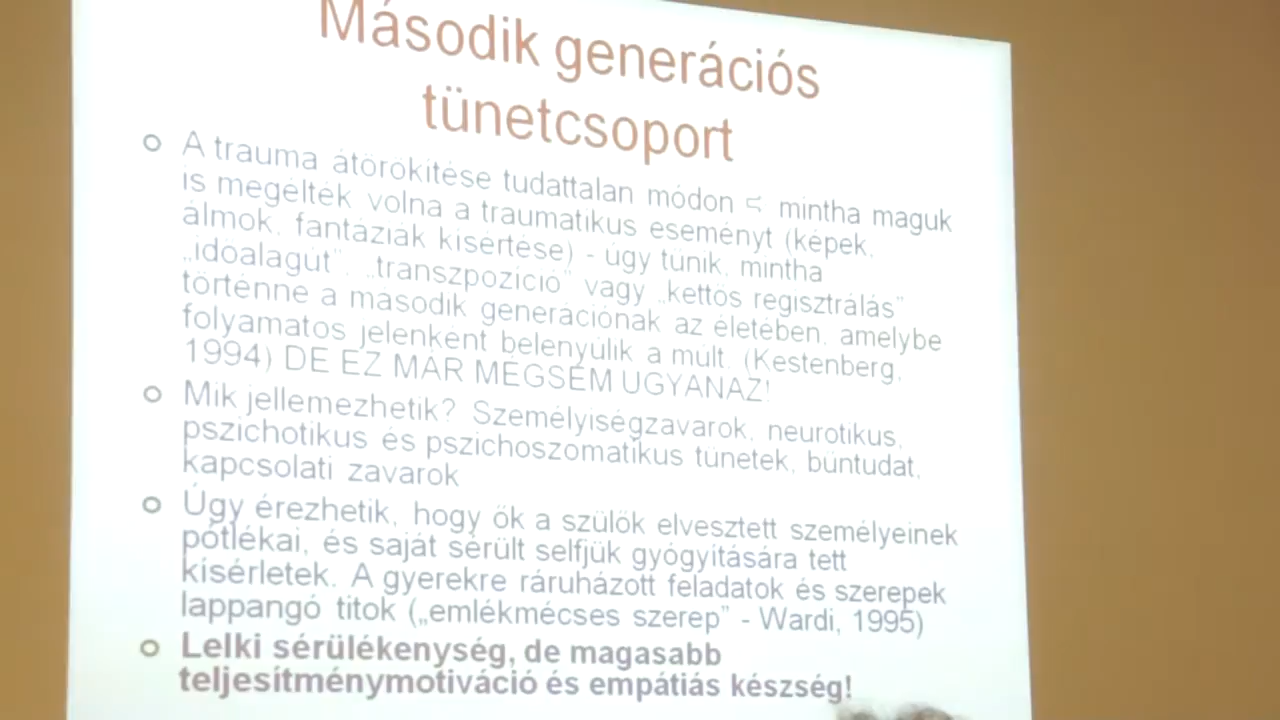 Második generációs
tünetcsoport
A trauma átörökítése tudattalan módon < mintha maguk
is megélték volna a traumatikus eseményt (képek,
álmok, fantáziák kísértése) - úgy tűnik, mintha
„időalagút”, „transzpozíció” vagy „kettős regisztrálás”
történne a második generációnak az életében, amelybe
folyamatos jelenként belenyúlik a múlt. (Kestenberg,
1994) DE EZ MÁR MÉGSEM UGYANAZ!
Mik jellemezhetik? Személyiségzavarok, neurotikus,
pszichotikus és pszichoszomatikus tünetek, bűntudat,
kapcsolati zavarok
Úgy érezhetik, hogy ők a szülők elvesztett személyeinek
pótlékai, és saját sérült selfjük gyógyítására tett
kísérletek. A gyerekre ráruházott feladatok és szerepek
lappangó titok („emlékmécses szerep” - Wardi, 1995)
Lelki sérülékenység, de magasabb
teljesítménymotiváció és empátiás készség!